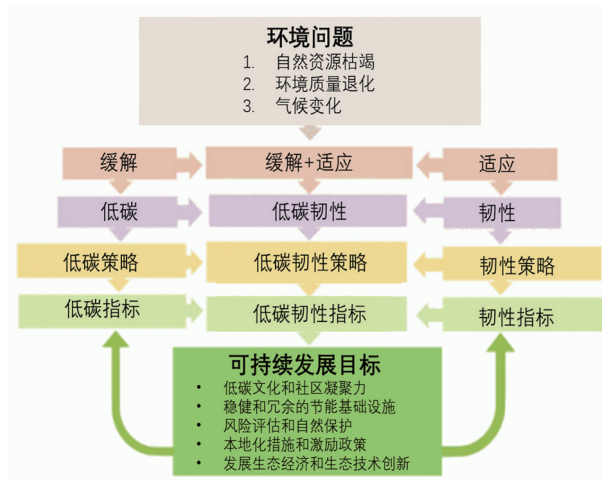 环境问题
1. 自然资源枯竭
2. 环境质量退化
3. 气候变化
缓解
缓解+适应
适应
低碳
低碳韧性
韧性
低碳策略
低碳韧性策略
韧性策略
低碳指标
低碳韧性指标
韧性指标
可持续发展目标
• 低碳文化和社区凝聚力
• 稳健和冗余的节能基础设施
• 风险评估和自然保护
• 本地化措施和激励政策
• 发展生态经济和生态技术创新